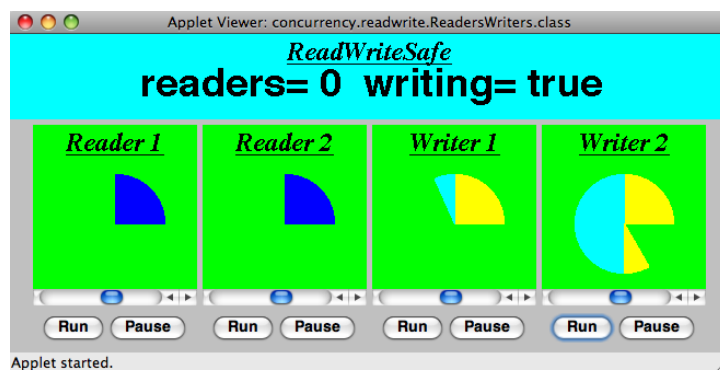 Applet Viewer: concurrency.readwrite.ReadersWriters.class
ReadWriteSafe
readers= 0 writing= true
Reader 1 Reader 2 Writer 1 Writer 2
Run Pause Run Pause Run Pause Run Pause
Applet started.